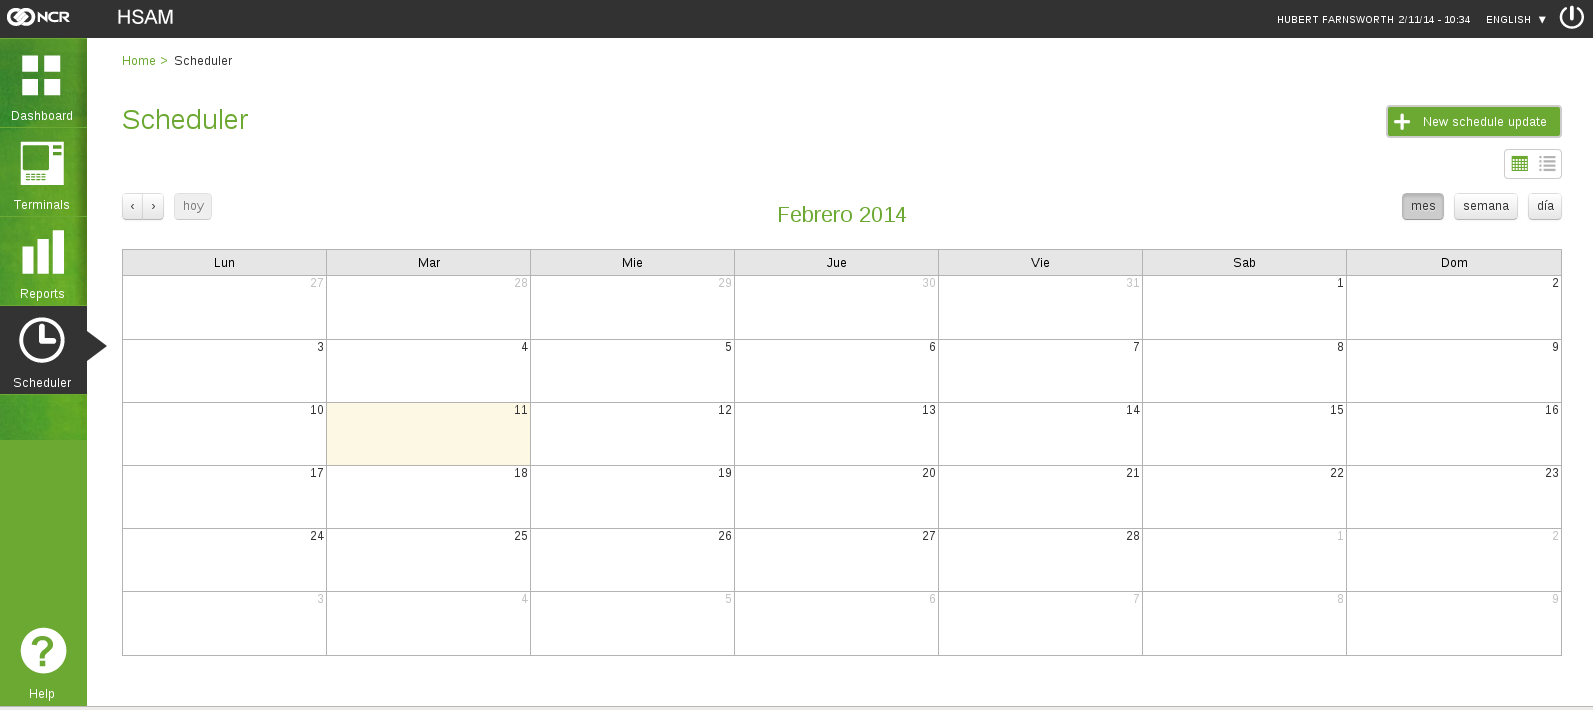 NCR HSAM HUBERT FARNSWORTH 2/11/14 - 10:34 ENGLISH ▼
Home > Scheduler
Dashboard
Scheduler
New schedule update
Terminals
‹ › hoy Febrero 2014 mes semana día
Lun Mar Mie Jue Vie Sab Dom
27 28 29 30 31 1 2
Reports
3 4 5 6 7 8 9
Scheduler
10 11 12 13 14 15 16
17 18 19 20 21 22 23
24 25 26 27 28 1 2
3 4 5 6 7 8 9
?
Help